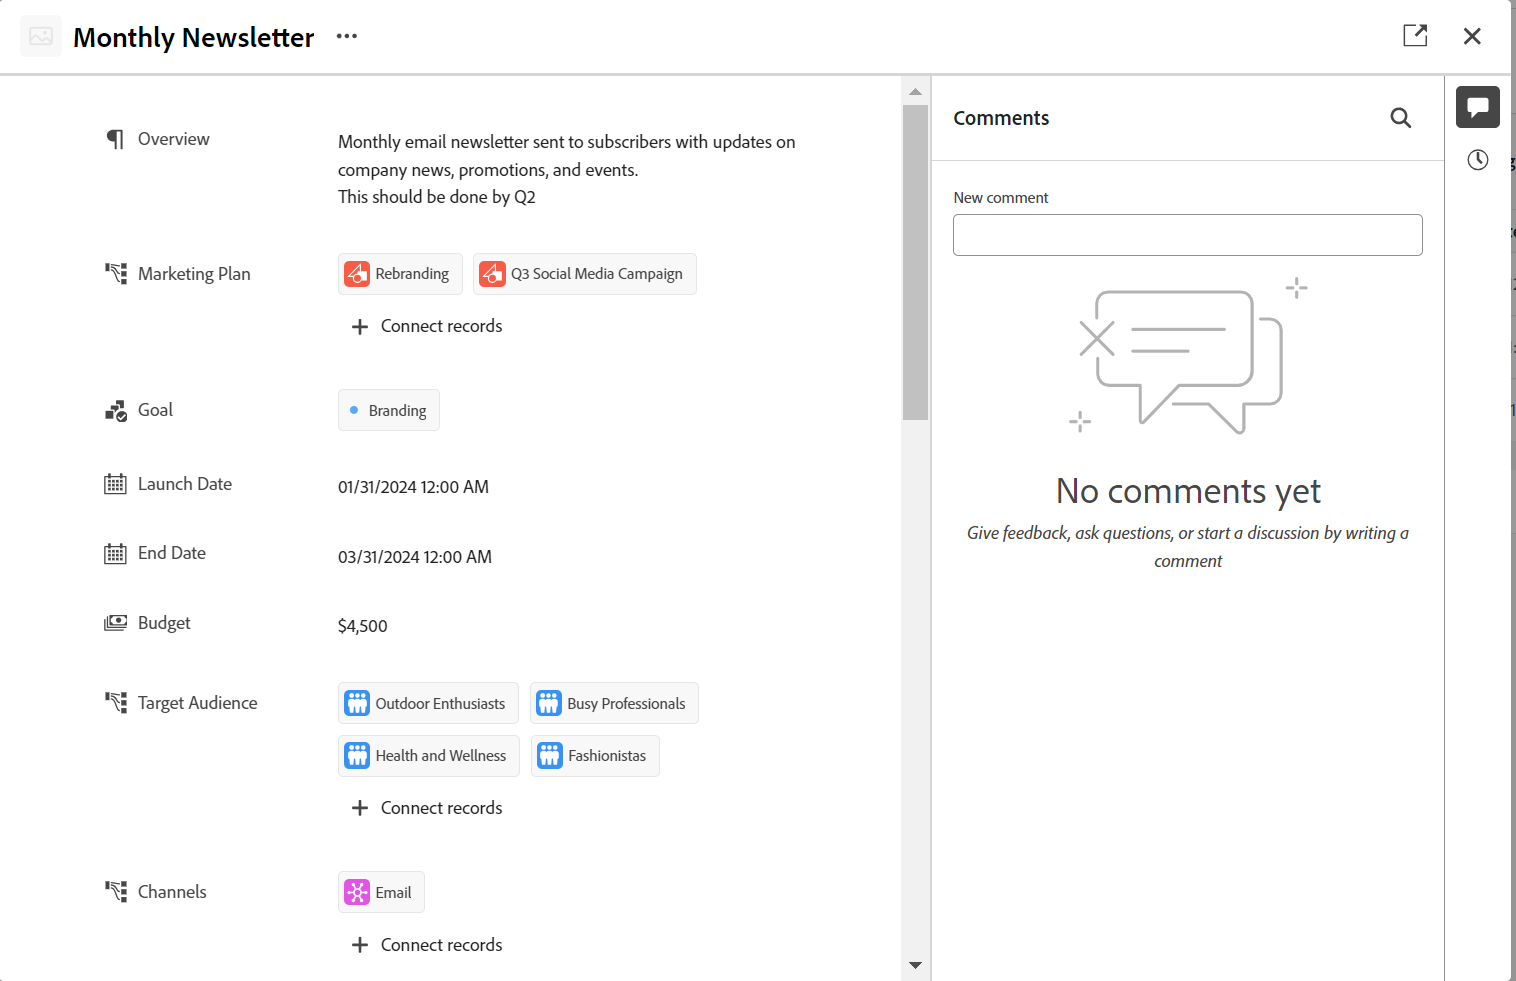 Monthly Newsletter
Overview
Monthly email newsletter sent to subscribers with updates on
company news, promotions, and events.
This should be done by Q2
Marketing Plan
Rebranding
Q3 Social Media Campaign
+ Connect records
Goal
Branding
Launch Date
01/31/2024 12:00 AM
End Date
03/31/2024 12:00 AM
Budget
$4,500
Target Audience
Outdoor Enthusiasts
Busy Professionals
Health and Wellness
Fashionistas
+ Connect records
Channels
Email
+ Connect records
Comments
New comment
No comments yet
Give feedback, ask questions, or start a discussion by writing a
comment